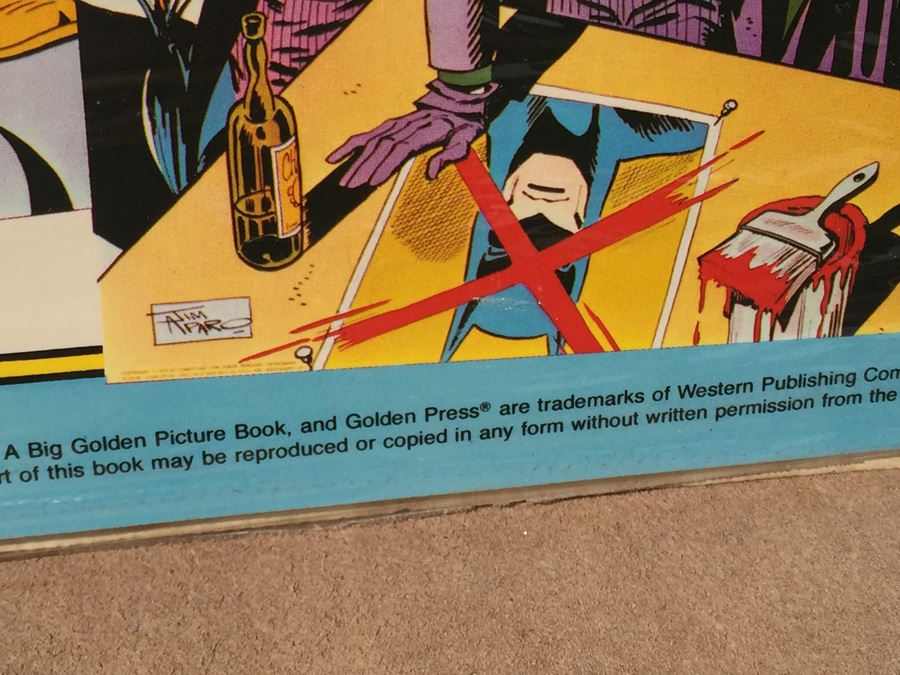 JIM
APARO
A Big Golden Picture Book, and Golden Press® are trademarks of Western Publishing Com
rt of this book may be reproduced or copied in any form without written permission from the